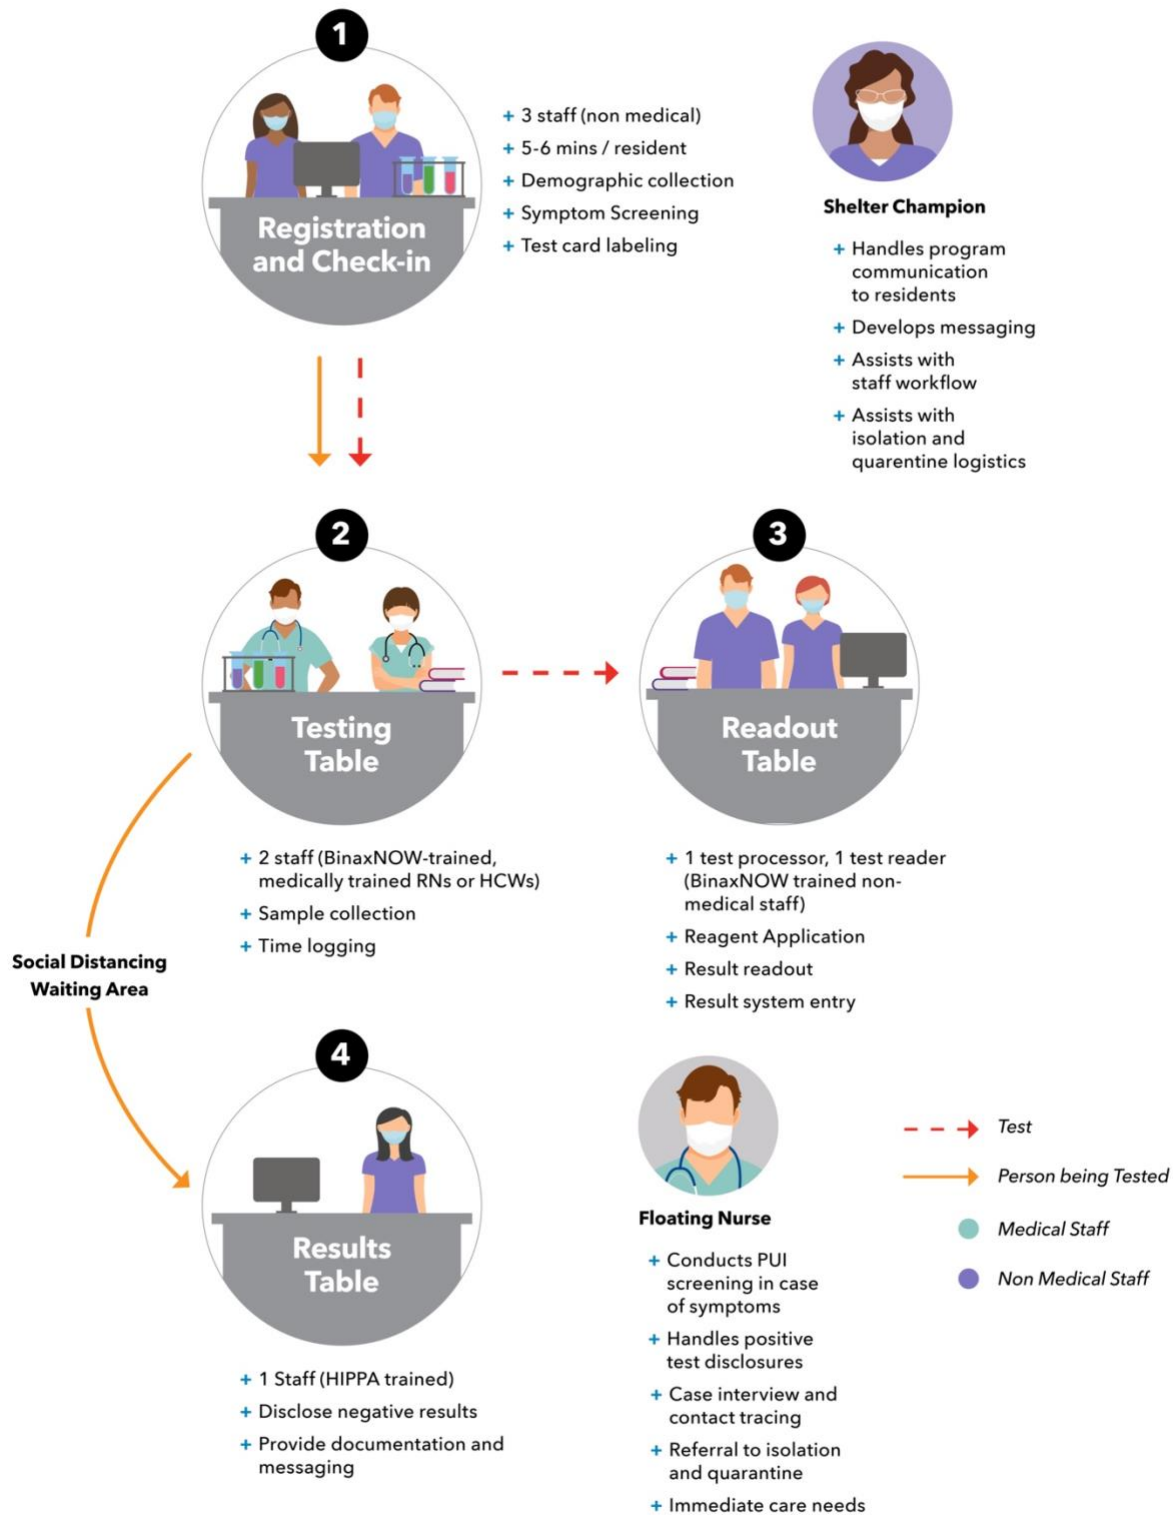 1
Registration
and Check-in
+ 3 staff (non medical)
+ 5-6 mins / resident
+ Demographic collection
+ Symptom Screening
+ Test card labeling
Shelter Champion
+ Handles program
communication
to residents
+ Develops messaging
+ Assists with
staff workflow
+ Assists with
isolation and
quarentine logistics
2
Testing
Table
+ 2 staff (BinaxNOW-trained,
medically trained RNs or HCWs)
+ Sample collection
+ Time logging
3
Readout
Table
+ 1 test processor, 1 test reader
(BinaxNOW trained non-
medical staff)
+ Reagent Application
+ Result readout
+ Result system entry
Social Distancing
Waiting Area
4
Results
Table
+ 1 Staff (HIPPA trained)
+ Disclose negative results
+ Provide documentation and
messaging
Floating Nurse
+ Conducts PUI
screening in case
of symptoms
+ Handles positive
test disclosures
+ Case interview and
contact tracing
+ Referral to isolation
and quarantine
+ Immediate care needs
Test
Person being Tested
Medical Staff
Non Medical Staff